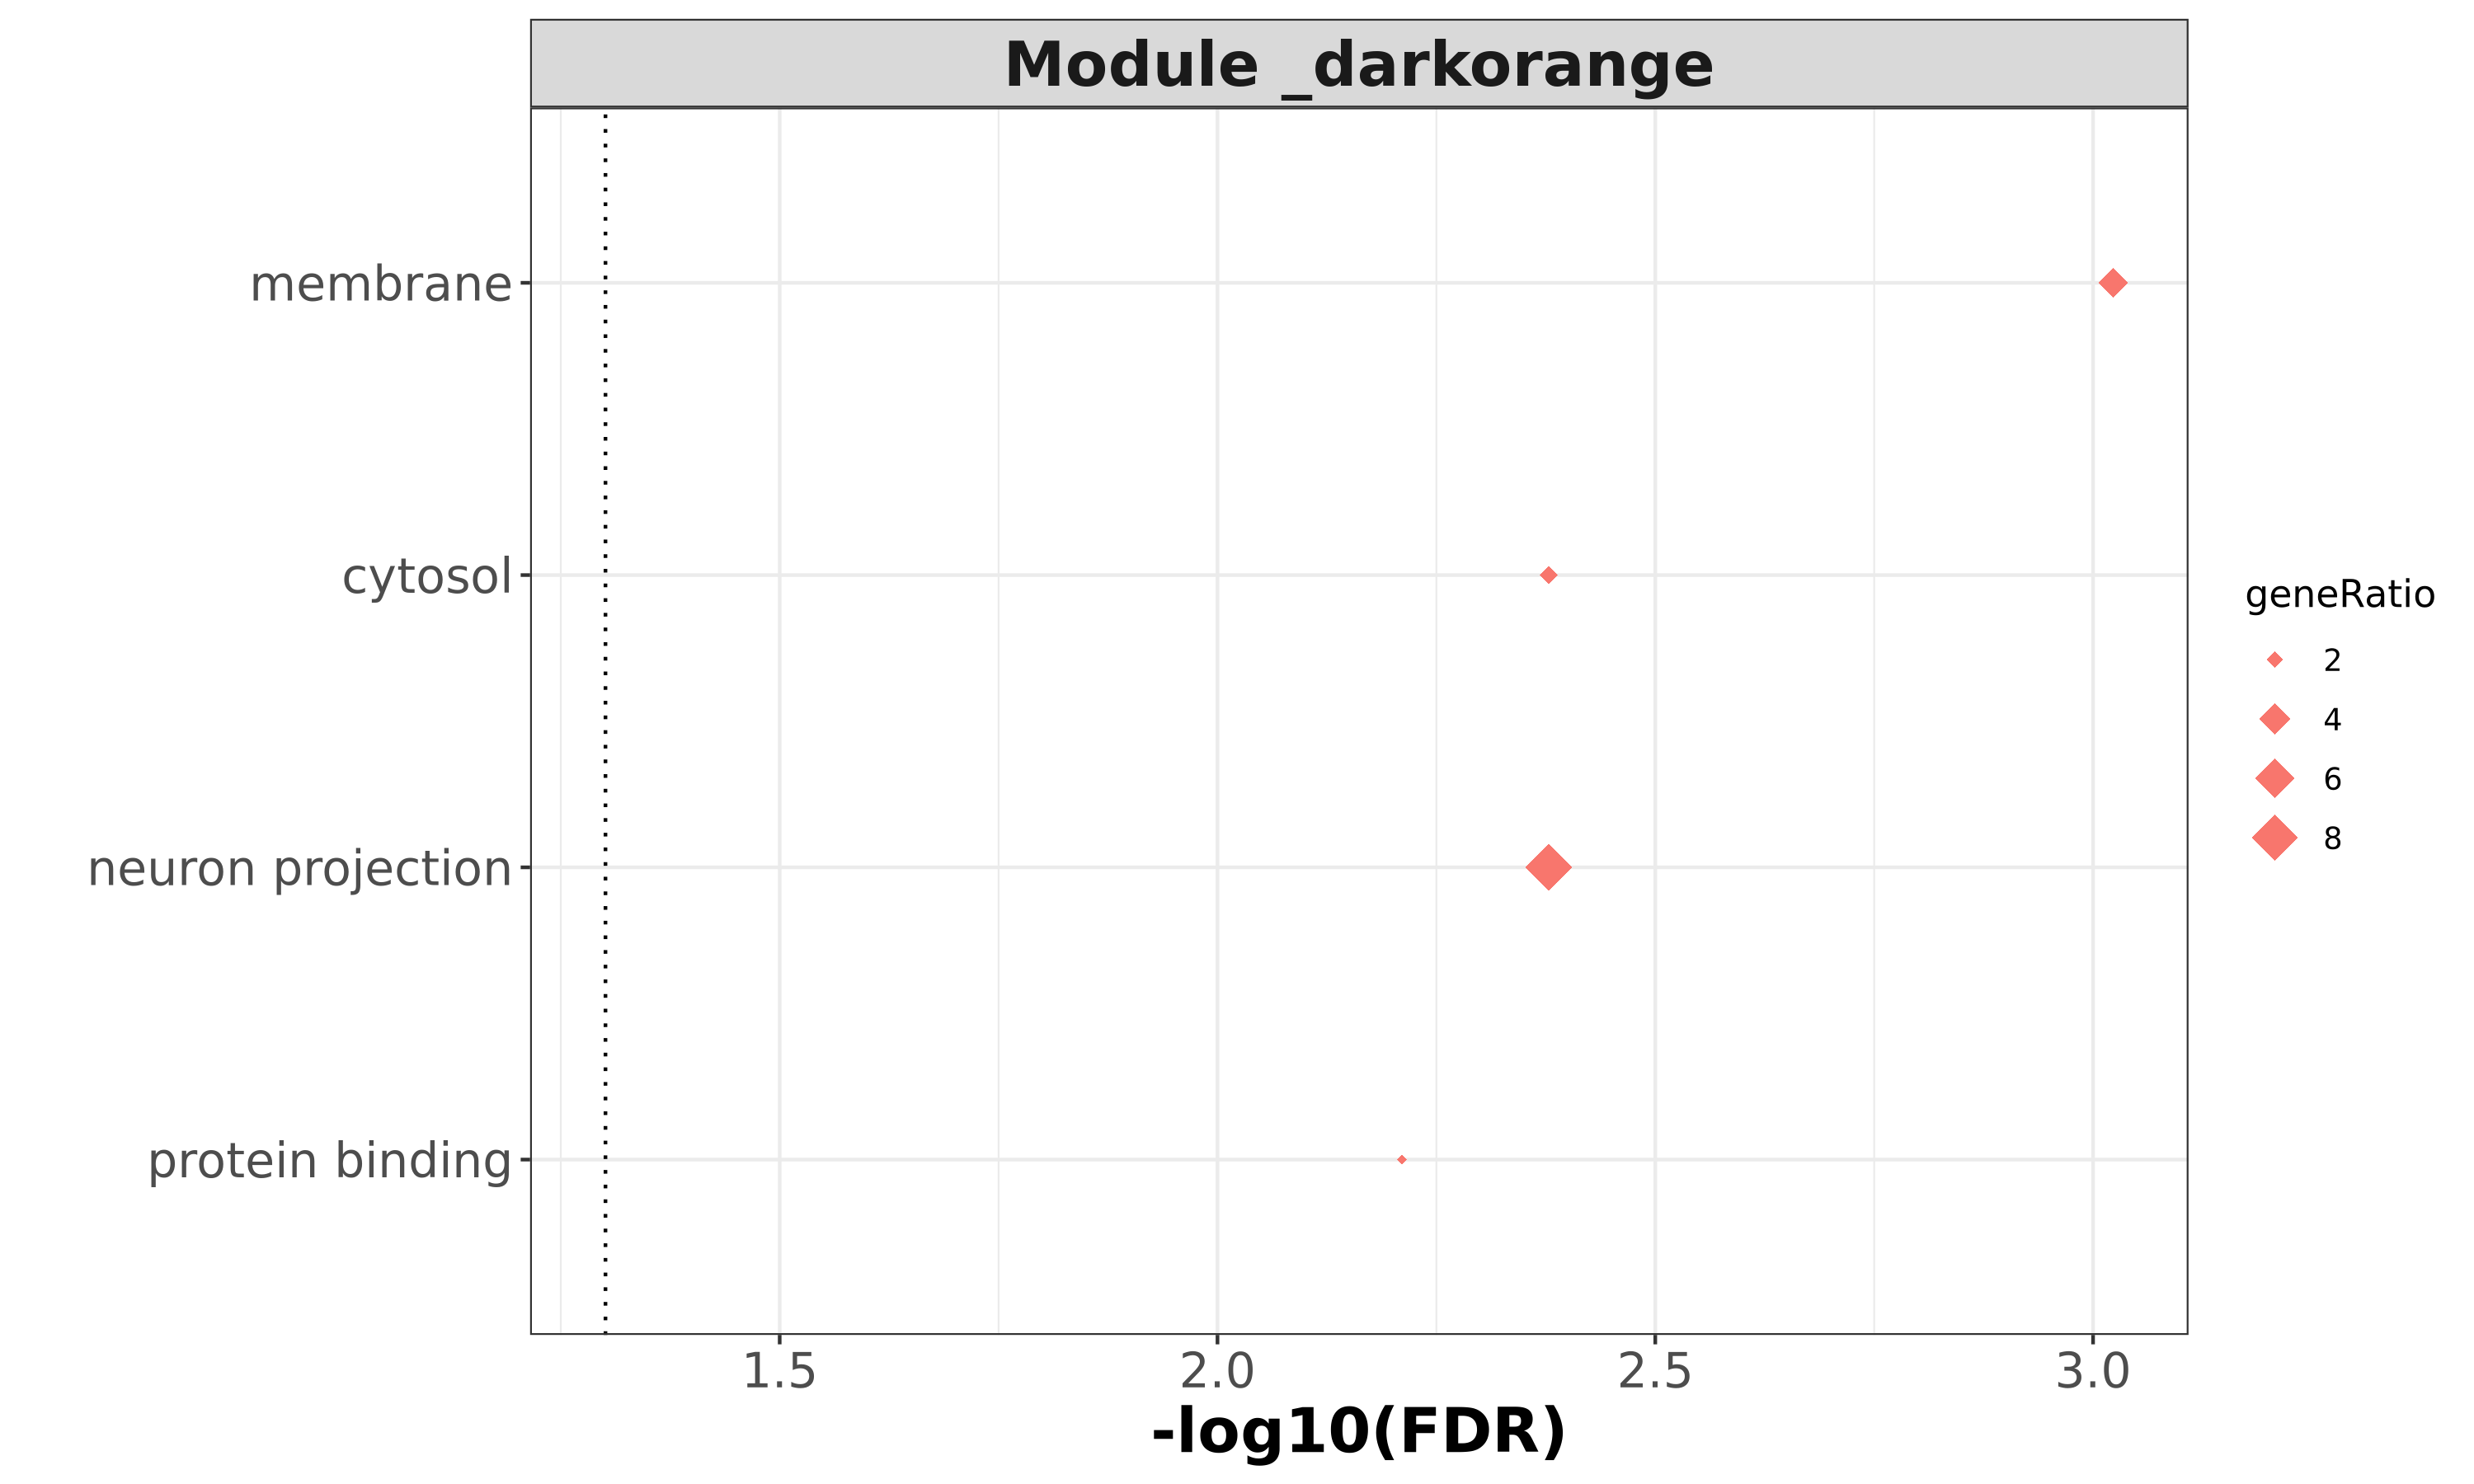 Module _darkorange
membrane
cytosol
neuron projection
protein binding
1.5 2.0 2.5 3.0
-log10(FDR)
geneRatio
2
4
6
8